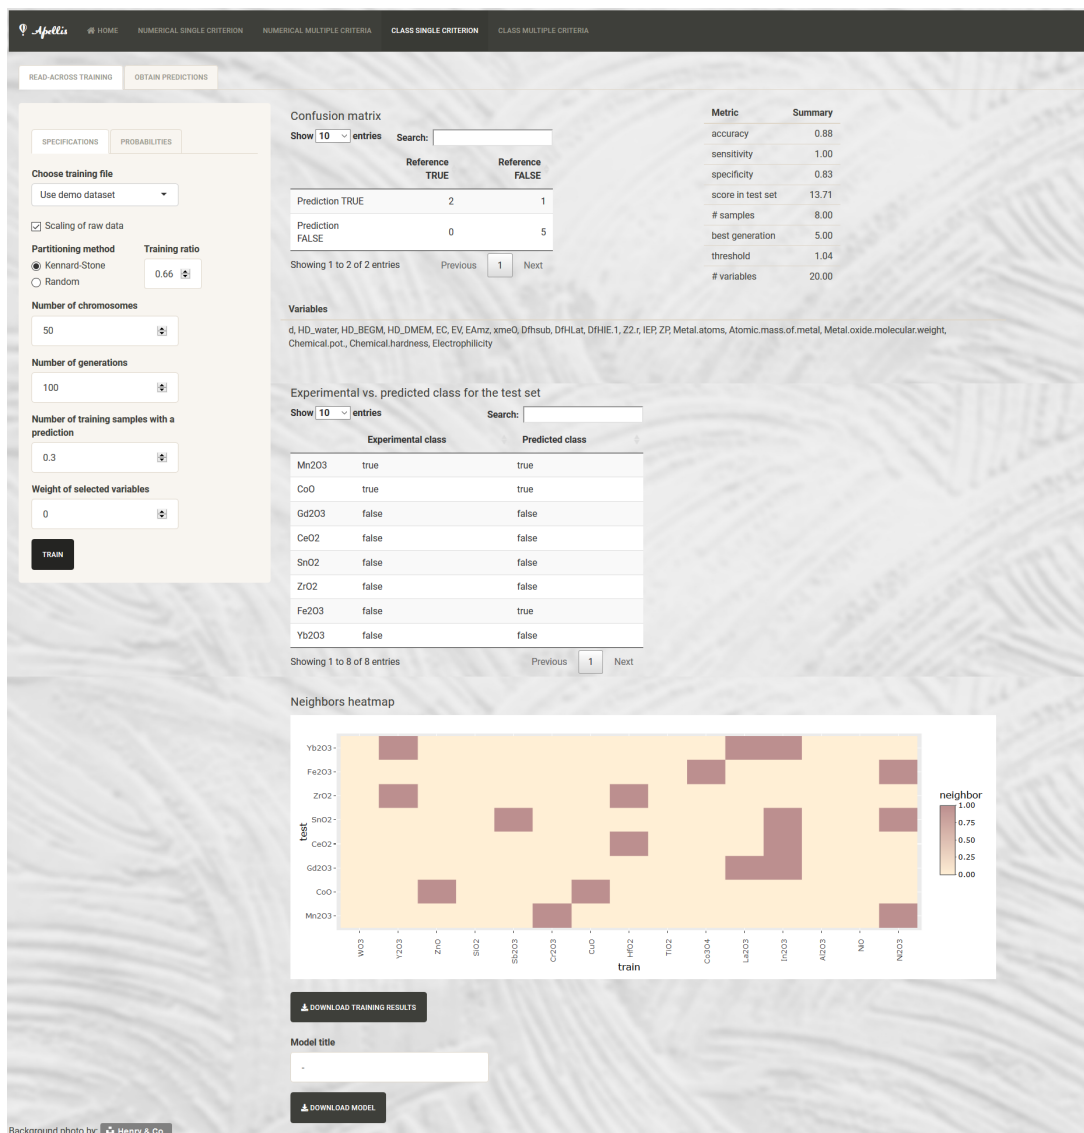 Apellis HOME NUMERICAL SINGLE CRITERION NUMERICAL MULTIPLE CRITERIA CLASS SINGLE CRITERION CLASS MULTIPLE CRITERIA
READ-ACROSS TRAINING OBTAIN PREDICTIONS
SPECIFICATIONS PROBABILITIES
Choose training file
Use demo dataset
Scaling of raw data
Partitioning method Training ratio
Kennard-Stone
Random
0.66
Number of chromosomes
50
Number of generations
100
Number of training samples with a
prediction
0.3
Weight of selected variables
0
TRAIN
Confusion matrix
Show 10 entries Search:
Reference TRUE Reference FALSE
Prediction TRUE 2 1
Prediction FALSE 0 5
Showing 1 to 2 of 2 entries Previous 1 Next
Metric Summary
accuracy 0.88
sensitivity 1.00
specificity 0.83
score in test set 13.71
# samples 8.00
best generation 5.00
threshold 1.04
# variables 20.00
Variables
d, HD_water, HD_BEGM, HD_DMEM, EC, EV, EAmz, xmeO, Dfhsub, DfHLat, DfHIE.1, Z2.r, IEP, ZP, Metal.atoms, Atomic.mass.of.metal, Metal.oxide.molecular.weight,
Chemical.pot., Chemical.hardness, Electrophilicity
Experimental vs. predicted class for the test set
Show 10 entries Search:
Experimental class Predicted class
Mn2O3 true true
CoO true true
Gd2O3 false false
CeO2 false false
SnO2 false false
ZrO2 false false
Fe2O3 false true
Yb2O3 false false
Showing 1 to 8 of 8 entries Previous 1 Next
Neighbors heatmap
test
Yb2O3
Fe2O3
ZrO2
SnO2
CeO2
Gd2O3
CoO
Mn2O3
WO3 Y2O3 ZnO SiO2 Sb2O3 Cr2O3 CuO HfO2 TiO2 Co3O4 La2O3 In2O3 Al2O3 NiO Ni2O3
train
neighbor
1.00
0.75
0.50
0.25
0.00
DOWNLOAD TRAINING RESULTS
Model title
-
DOWNLOAD MODEL
Background photo by: Henry & Co.